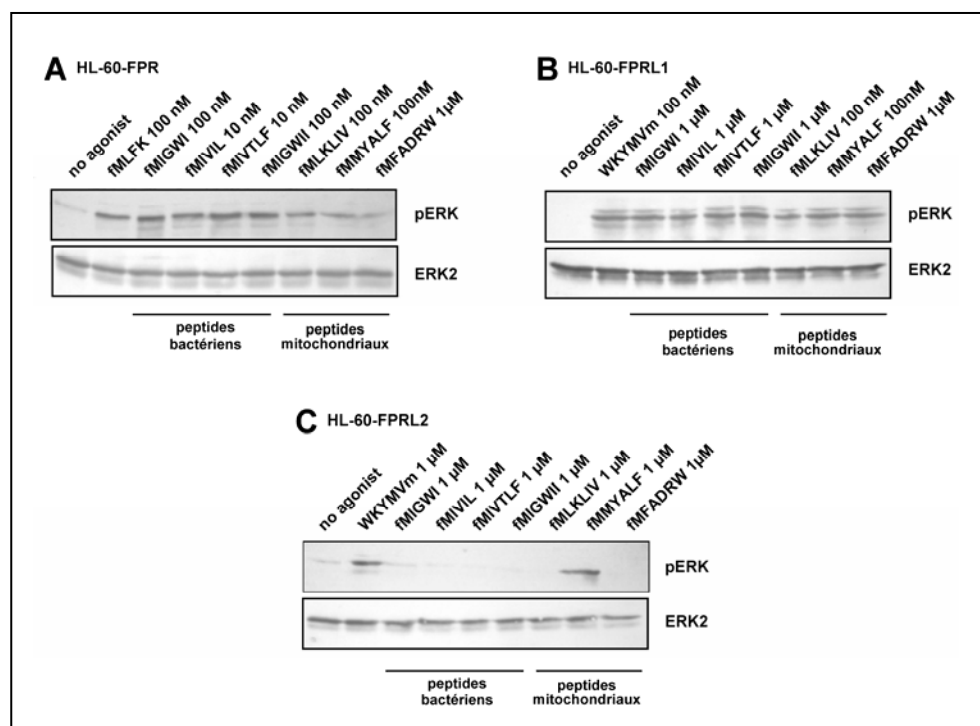 A HL-60-FPR
no agonist
fMLFK 100 nM
fMIGWI 100 nM
fMIVIL 10 nM
fMIVTLF 10 nM
fMIGWII 100 nM
fMLKLIV 100 nM
fMMYALF 100nM
fMFADRW 1µM
pERK
ERK2
peptides
bactériens
peptides
mitochondriaux
B HL-60-FPRL1
no agonist
WKYMVm 100 nM
fMIGWI 1 µM
fMIVIL 1 µM
fMIVTLF 1 µM
fMIGWII 1 µM
fMLKLIV 100 nM
fMMYALF 100nM
fMFADRW 1µM
pERK
ERK2
peptides
bactériens
peptides
mitochondriaux
C HL-60-FPRL2
no agonist
WKYMVm 1 µM
fMIGWI 1 µM
fMIVIL 1 µM
fMIVTLF 1 µM
fMIGWII 1 µM
fMLKLIV 1 µM
fMMYALF 1 µM
fMFADRW 1µM
pERK
ERK2
peptides
bactériens
peptides
mitochondriaux